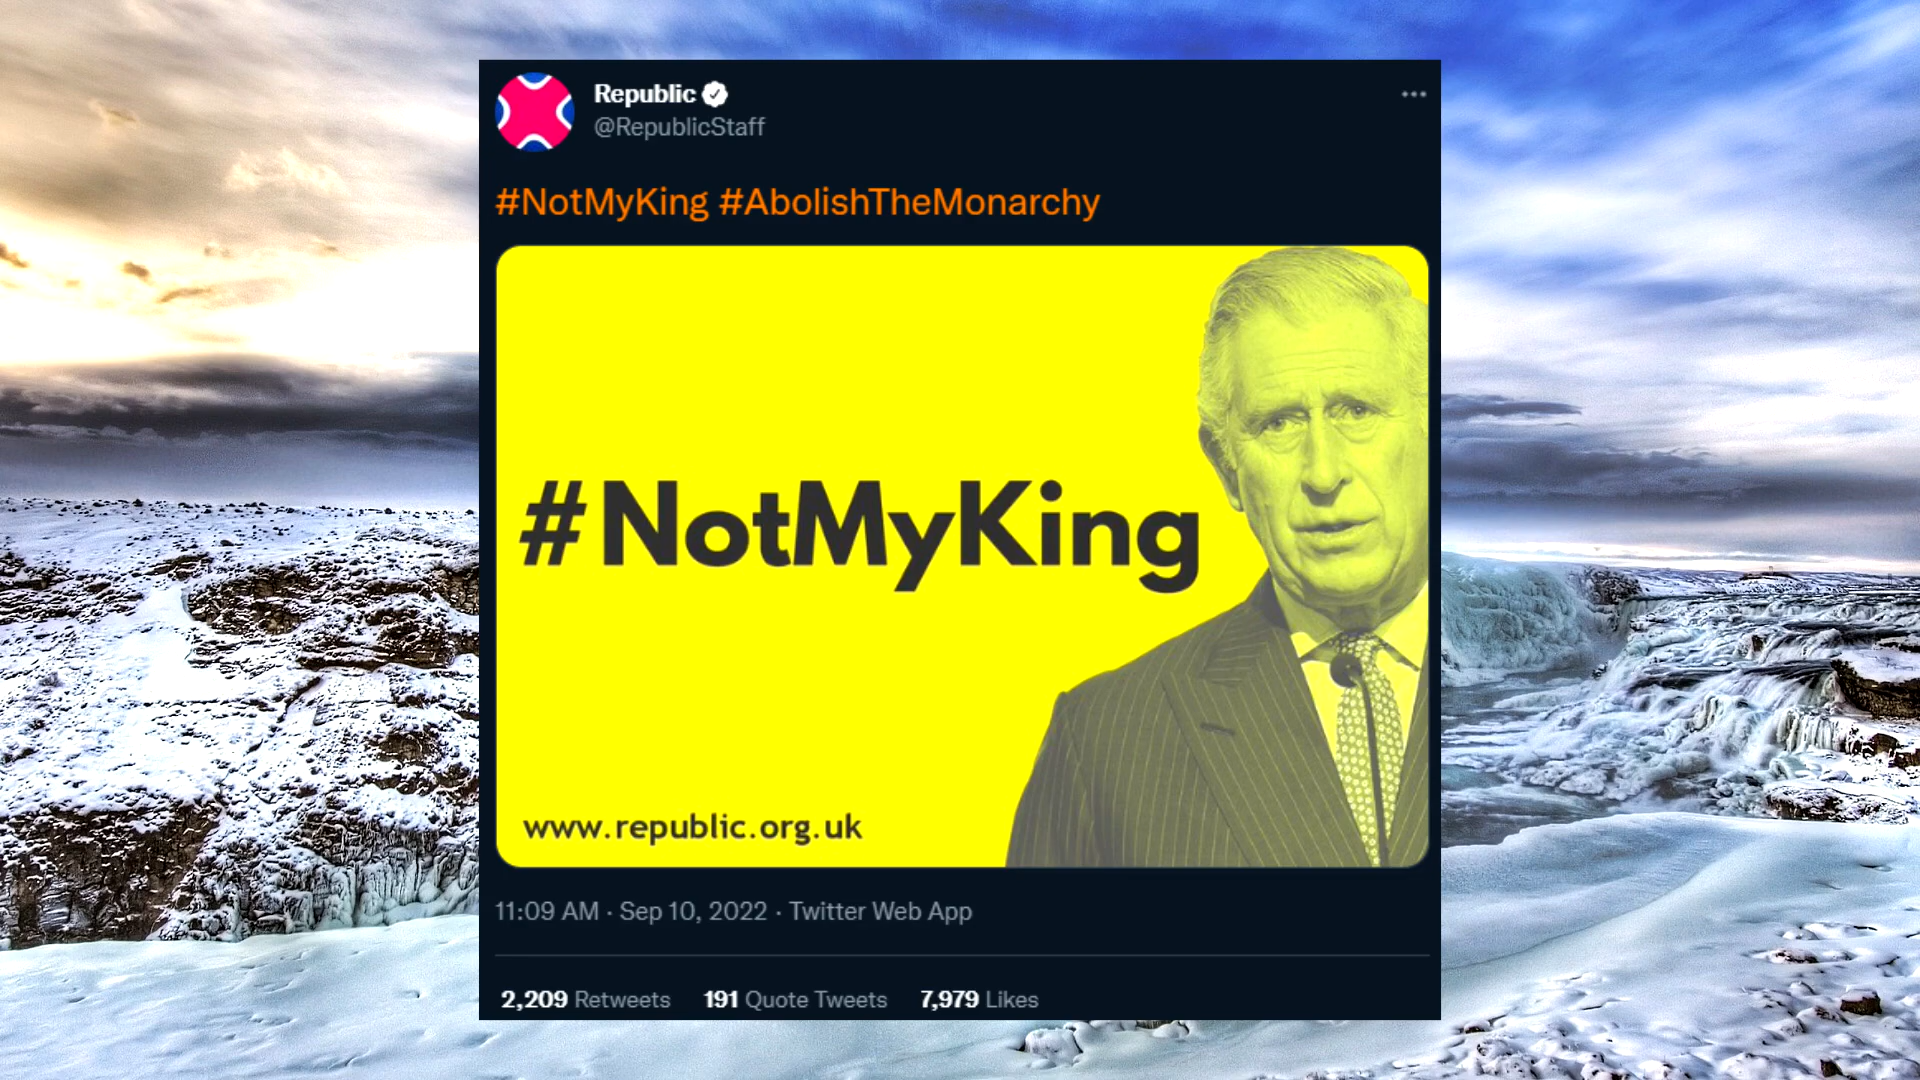 Republic
@RepublicStaff
#NotMyKing #AbolishTheMonarchy
#NotMyKing
www.republic.org.uk
11:09 AM · Sep 10, 2022 · Twitter Web App
2,209 Retweets 191 Quote Tweets 7,979 Likes